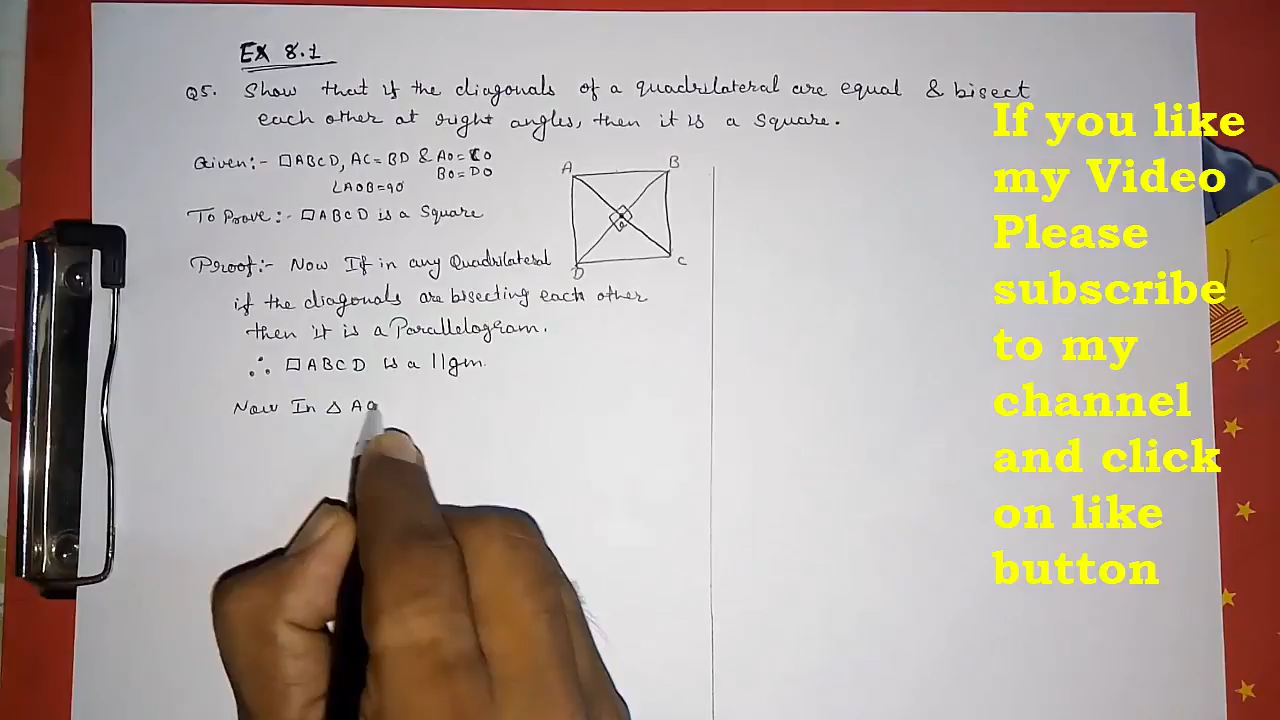 EX 8.1
Q5. Show that if the diagonals of a quadrilateral are equal & bisect
each other at right angles, then it is a square.
Given:- □ABCD, AC = BD & AO = CO
BO = DO
∠AOB = 90
To Prove:- □ABCD is a Square
Proof:- Now If in any Quadrilateral
if the diagonals are bisecting each other
then it is a Parallelogram.
∴ □ABCD is a ||gm.
Now In △ AO
A
B
O
D
C
If you like
my Video
Please
subscribe
to my
channel
and click
on like
button